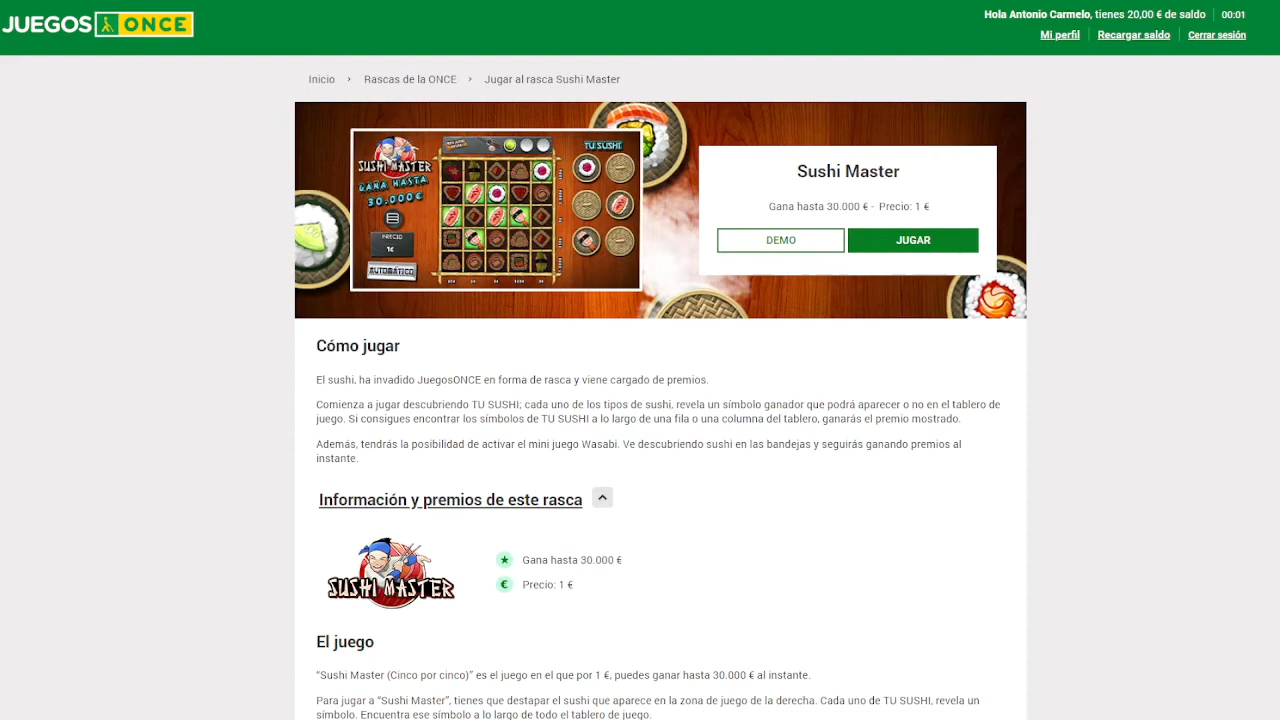 JUEGOS ONCE
Hola Antonio Carmelo, tienes 20,00 € de saldo
00:01
Mi perfil
Recargar saldo
Cerrar sesión
Inicio › Rascas de la ONCE › Jugar al rasca Sushi Master
SUSHI MASTER
GANA HASTA
30.000€
PRECIO
1€
AUTOMÁTICO
TU SUSHI
Sushi Master
Gana hasta 30.000 € - Precio: 1 €
DEMO
JUGAR
Cómo jugar
El sushi, ha invadido JuegosONCE en forma de rasca y viene cargado de premios.
Comienza a jugar descubriendo TU SUSHI; cada uno de los tipos de sushi, revela un símbolo ganador que podrá aparecer o no en el tablero de
juego. Si consigues encontrar los símbolos de TU SUSHI a lo largo de una fila o una columna del tablero, ganarás el premio mostrado.
Además, tendrás la posibilidad de activar el mini juego Wasabi. Ve descubriendo sushi en las bandejas y seguirás ganando premios al
instante.
Información y premios de este rasca
SUSHI MASTER
Gana hasta 30.000 €
€ Precio: 1 €
El juego
“Sushi Master (Cinco por cinco)” es el juego en el que por 1 €, puedes ganar hasta 30.000 € al instante.
Para jugar a “Sushi Master”, tienes que destapar el sushi que aparece en la zona de juego de la derecha. Cada uno de TU SUSHI, revela un
símbolo. Encuentra ese símbolo a lo largo de todo el tablero de juego.